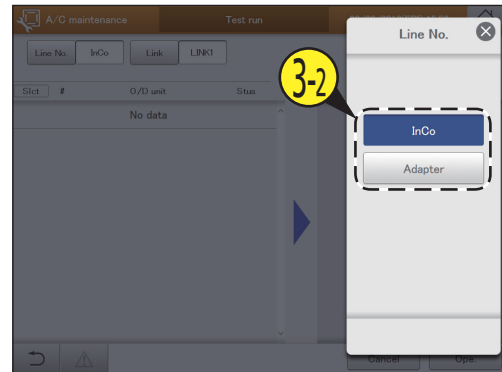 A/C maintenance Test run
Line No. InCo Link LINK1
Slct # O/D unit Stus
No data
3-2
Line No.
InCo
Adapter
Cancel Ope.